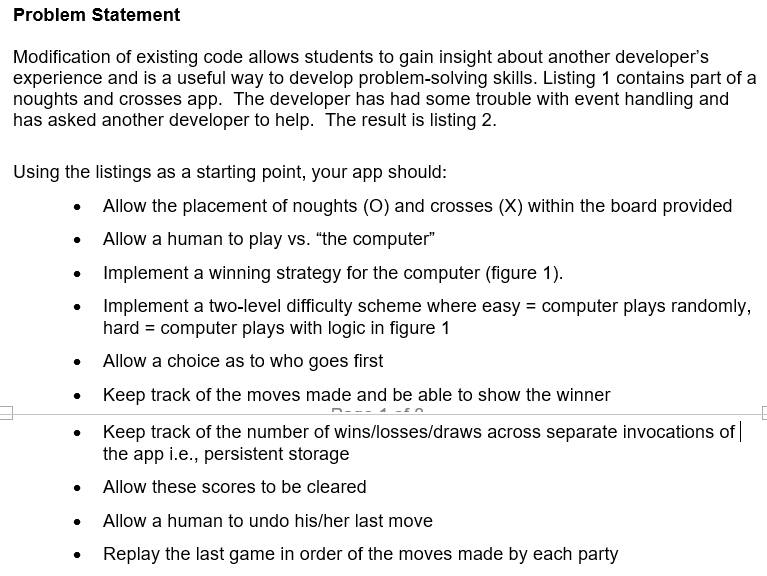 Problem Statement
Modification of existing code allows students to gain insight about another developer's
experience and is a useful way to develop problem-solving skills. Listing 1 contains part of a
noughts and crosses app.  The developer has had some trouble with event handling and
has asked another developer to help.  The result is listing 2.
Using the listings as a starting point, your app should:
• Allow the placement of noughts (O) and crosses (X) within the board provided
• Allow a human to play vs. “the computer”
• Implement a winning strategy for the computer (figure 1).
• Implement a two-level difficulty scheme where easy = computer plays randomly,
hard = computer plays with logic in figure 1
• Allow a choice as to who goes first
• Keep track of the moves made and be able to show the winner
• Keep track of the number of wins/losses/draws across separate invocations of
the app i.e., persistent storage
• Allow these scores to be cleared
• Allow a human to undo his/her last move
• Replay the last game in order of the moves made by each party